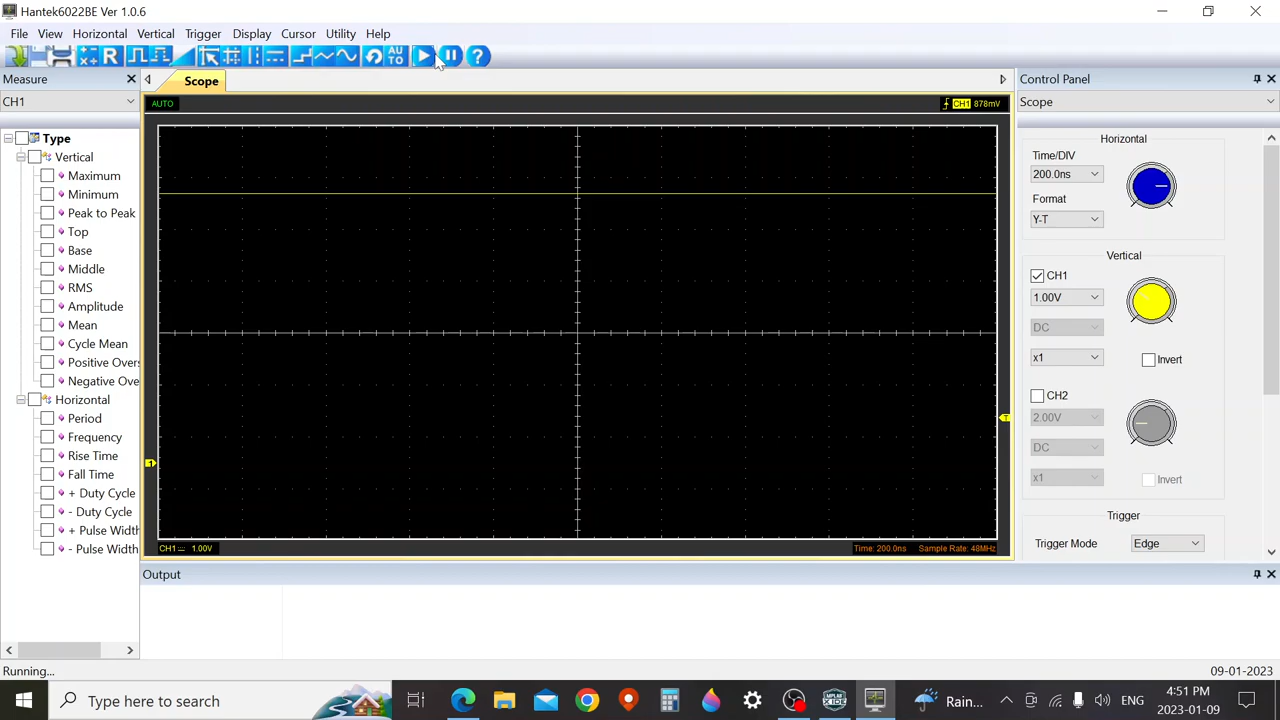 Hantek6022BE Ver 1.0.6
File View Horizontal Vertical Trigger Display Cursor Utility Help
R AU TO ?
Measure
CH1
Type
Vertical
Maximum
Minimum
Peak to Peak
Top
Base
Middle
RMS
Amplitude
Mean
Cycle Mean
Positive Overs
Negative Ove
Horizontal
Period
Frequency
Rise Time
Fall Time
+ Duty Cycle
- Duty Cycle
+ Pulse Width
- Pulse Width
Scope
AUTO
CH1 878mV
1
T
CH1 1.00V
Time: 200.0ns Sample Rate: 48MHz
Control Panel
Scope
Horizontal
Time/DIV
200.0ns
Format
Y-T
Vertical
CH1
1.00V
DC
x1
Invert
CH2
2.00V
DC
x1
Invert
Trigger
Trigger Mode Edge
Output
Running...
09-01-2023
Type here to search
MPLAB
XIDE
Rain...
ENG
4:51 PM
2023-01-09